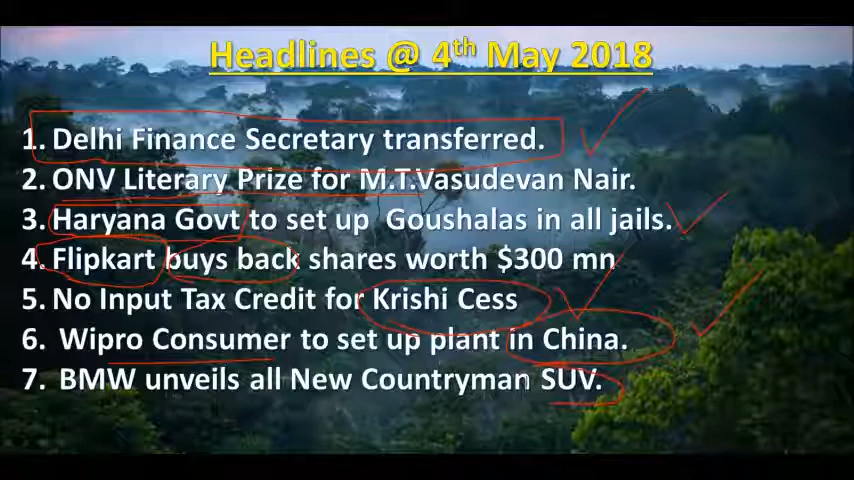 Headlines @ 4th May 2018
1. Delhi Finance Secretary transferred.
2. ONV Literary Prize for M.T.Vasudevan Nair.
3. Haryana Govt to set up Goushalas in all jails.
4. Flipkart buys back shares worth $300 mn
5. No Input Tax Credit for Krishi Cess
6. Wipro Consumer to set up plant in China.
7. BMW unveils all New Countryman SUV.